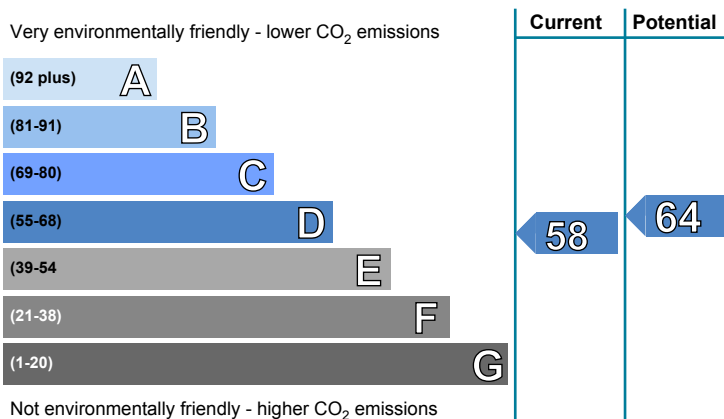 Current Potential
Very environmentally friendly - lower CO2 emissions
(92 plus) A
(81-91) B
(69-80) C
(55-68) D
58 64
(39-54 E
(21-38) F
(1-20) G
Not environmentally friendly - higher CO2 emissions